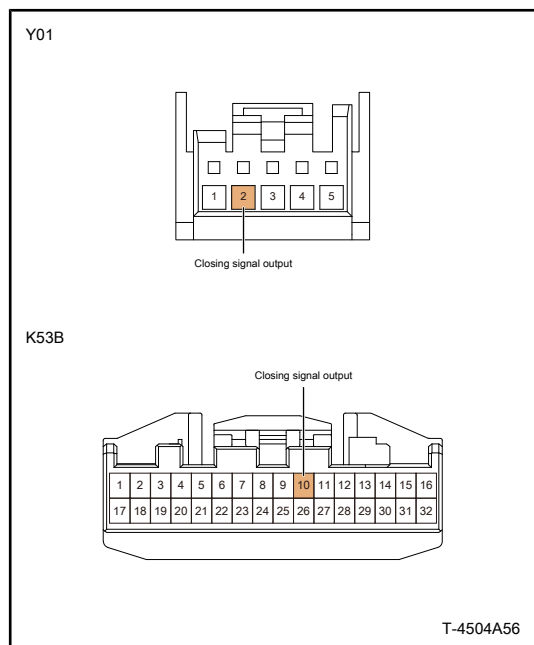 Y01
1 2 3 4 5
Closing signal output
K53B
Closing signal output
1 2 3 4 5 6 7 8 9 10 11 12 13 14 15 16
17 18 19 20 21 22 23 24 25 26 27 28 29 30 31 32
T-4504A56